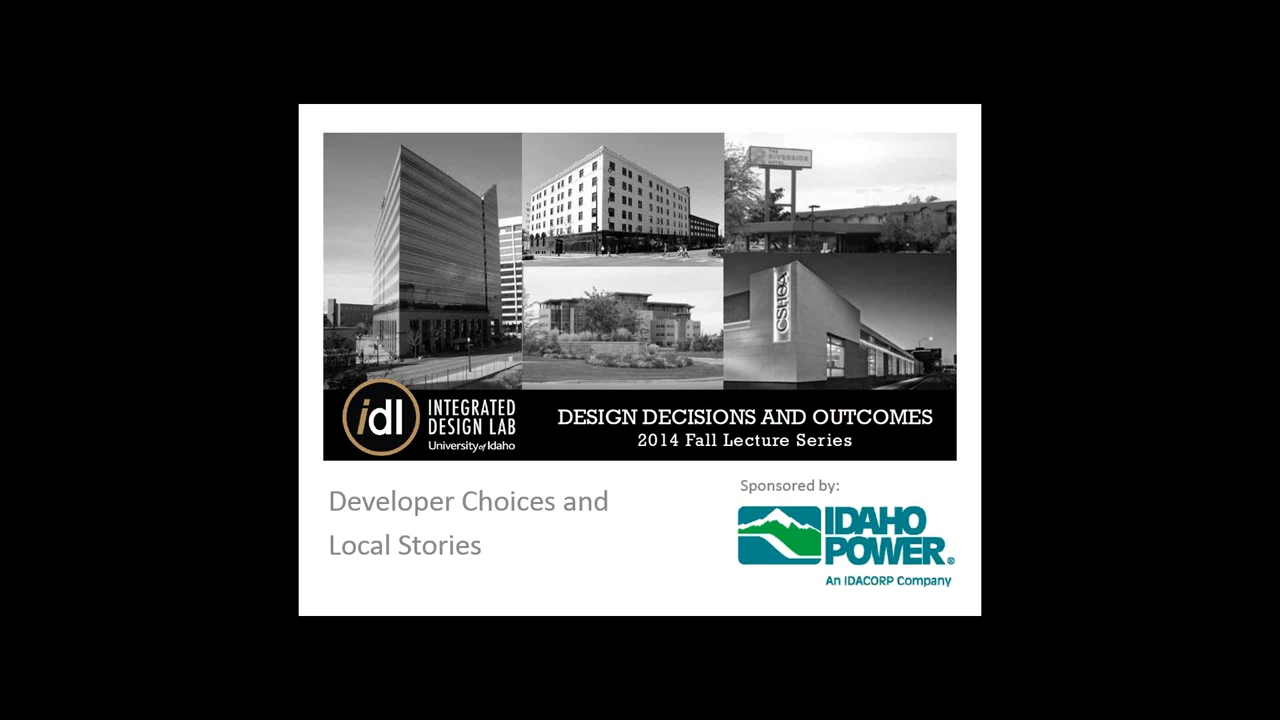 THE
RIVERSIDE
HOTEL
CSHQA
idl
INTEGRATED
DESIGN LAB
University of Idaho
DESIGN DECISIONS AND OUTCOMES
2014 Fall Lecture Series
Developer Choices and
Local Stories
Sponsored by:
IDAHO
POWER®
An IDACORP Company